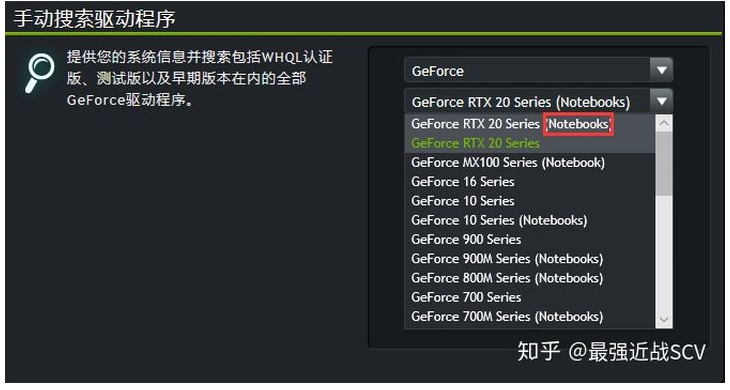 手动搜索驱动程序
提供您的系统信息并搜索包括WHQL认证
版、测试版以及早期版本在内的全部
GeForce驱动程序。
GeForce
GeForce RTX 20 Series (Notebooks)
GeForce RTX 20 Series (Notebooks)
GeForce RTX 20 Series
GeForce MX100 Series (Notebook)
GeForce 16 Series
GeForce 10 Series
GeForce 10 Series (Notebooks)
GeForce 900 Series
GeForce 900M Series (Notebooks)
GeForce 800M Series (Notebooks)
GeForce 700 Series
GeForce 700M Series (Notebooks)
知乎 @最强近战SCV